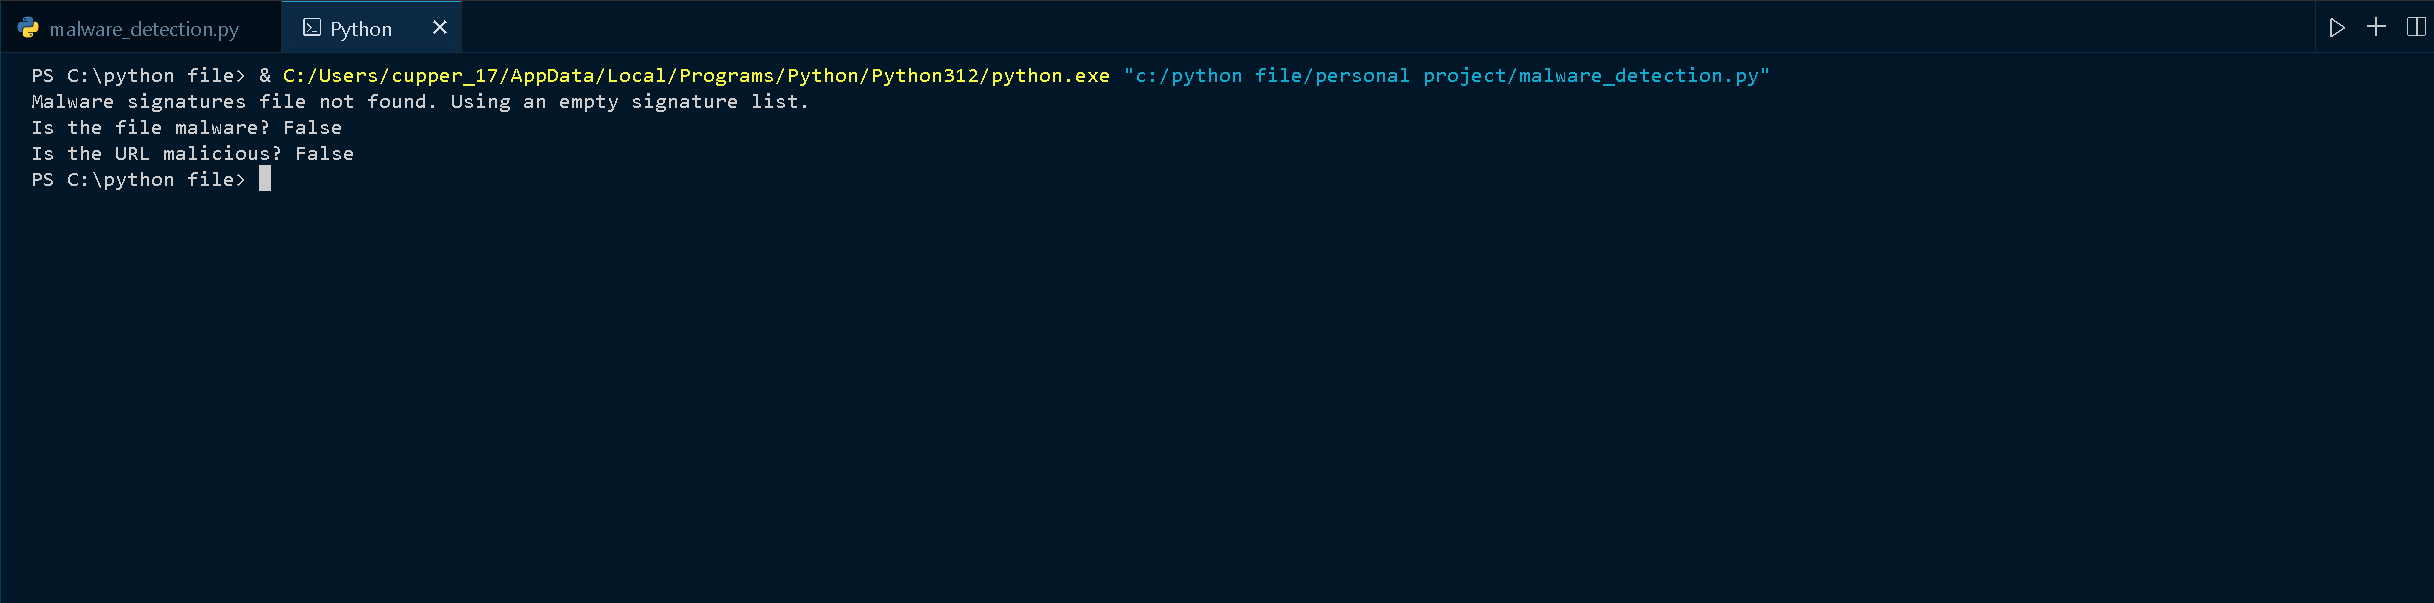 malware_detection.py
Python
PS C:\python file> & C:/Users/cupper_17/AppData/Local/Programs/Python/Python312/python.exe "c:/python file/personal project/malware_detection.py"
Malware signatures file not found. Using an empty signature list.
Is the file malware? False
Is the URL malicious? False
PS C:\python file>